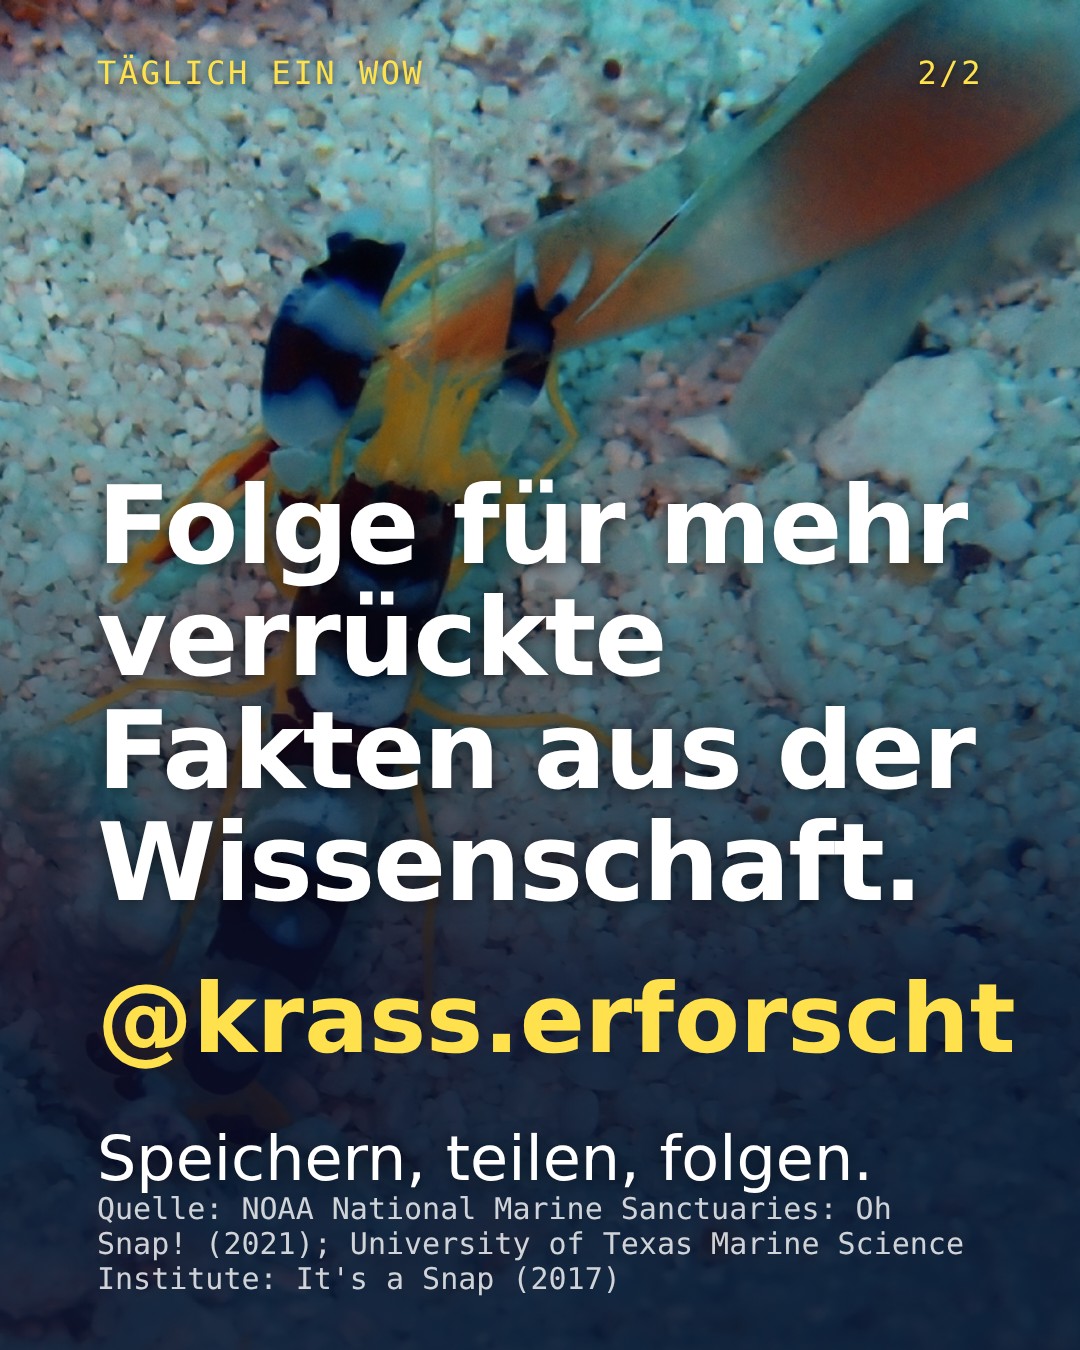 TÄGLICH EIN WOW
2/2
Folge für mehr
verrückte
Fakten aus der
Wissenschaft.
@krass.erforscht
Speichern, teilen, folgen.
Quelle: NOAA National Marine Sanctuaries: Oh
Snap! (2021); University of Texas Marine Science
Institute: It's a Snap (2017)